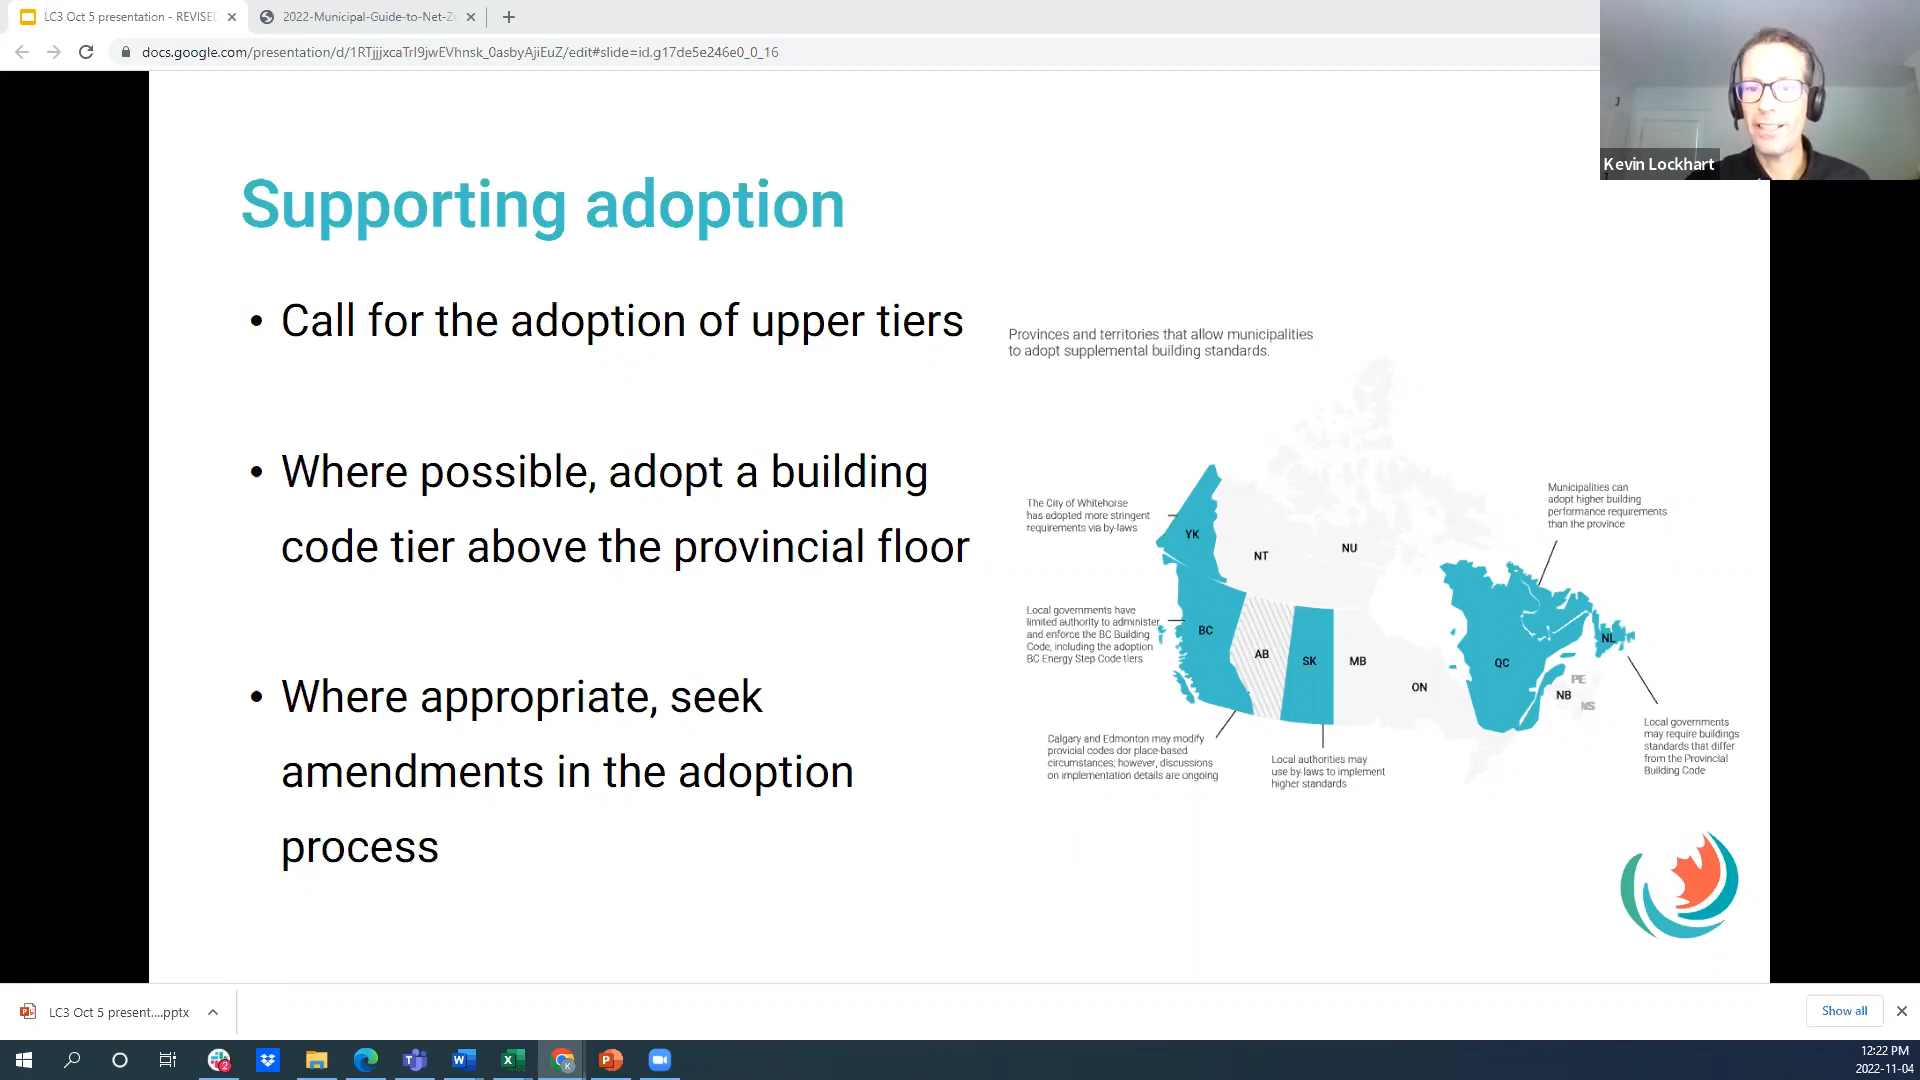 LC3 Oct 5 presentation - REVISED
2022-Municipal-Guide-to-Net-Ze
docs.google.com/presentation/d/1RTjjjxcaTrI9jwEVhnsk_0asbyAjiEuZ/edit#slide=id.g17de5e246e0_0_16
Kevin Lockhart
Supporting adoption
• Call for the adoption of upper tiers
• Where possible, adopt a building
code tier above the provincial floor
• Where appropriate, seek
amendments in the adoption
process
Provinces and territories that allow municipalities
to adopt supplemental building standards.
The City of Whitehorse
has adopted more stringent
requirements via by-laws
Local governments have
limited authority to administer
and enforce the BC Building
Code, including the adoption
BC Energy Step Code tiers
Calgary and Edmonton may modify
provicial codes dor place-based
circumstances; however, discussions
on implementation details are ongoing
Local authorities may
use by-laws to implement
higher standards
Municipalities can
adopt higher building
performance requirements
than the province
Local governments
may require buildings
standards that differ
from the Provincial
Building Code
YK
NT
NU
BC
AB
SK
MB
ON
QC
NL
PE
NB
NS
LC3 Oct 5 present....pptx
Show all
2
K
12:22 PM
2022-11-04